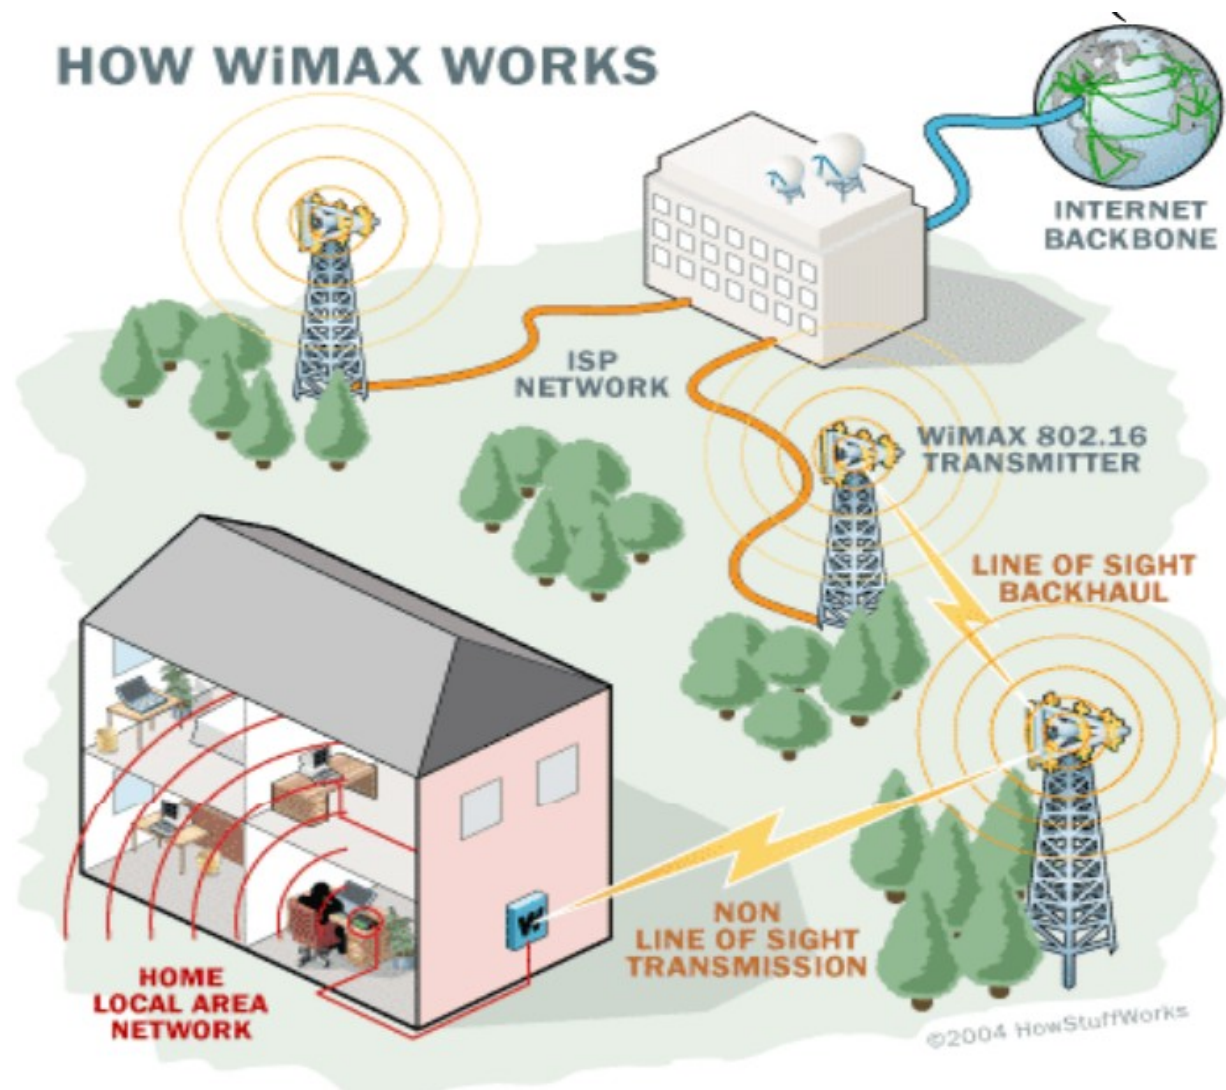 HOW WiMAX WORKS
INTERNET
BACKBONE
ISP
NETWORK
WiMAX 802.16
TRANSMITTER
LINE OF SIGHT
BACKHAUL
NON
LINE OF SIGHT
TRANSMISSION
HOME
LOCAL AREA
NETWORK
©2004 HowStuffWorks